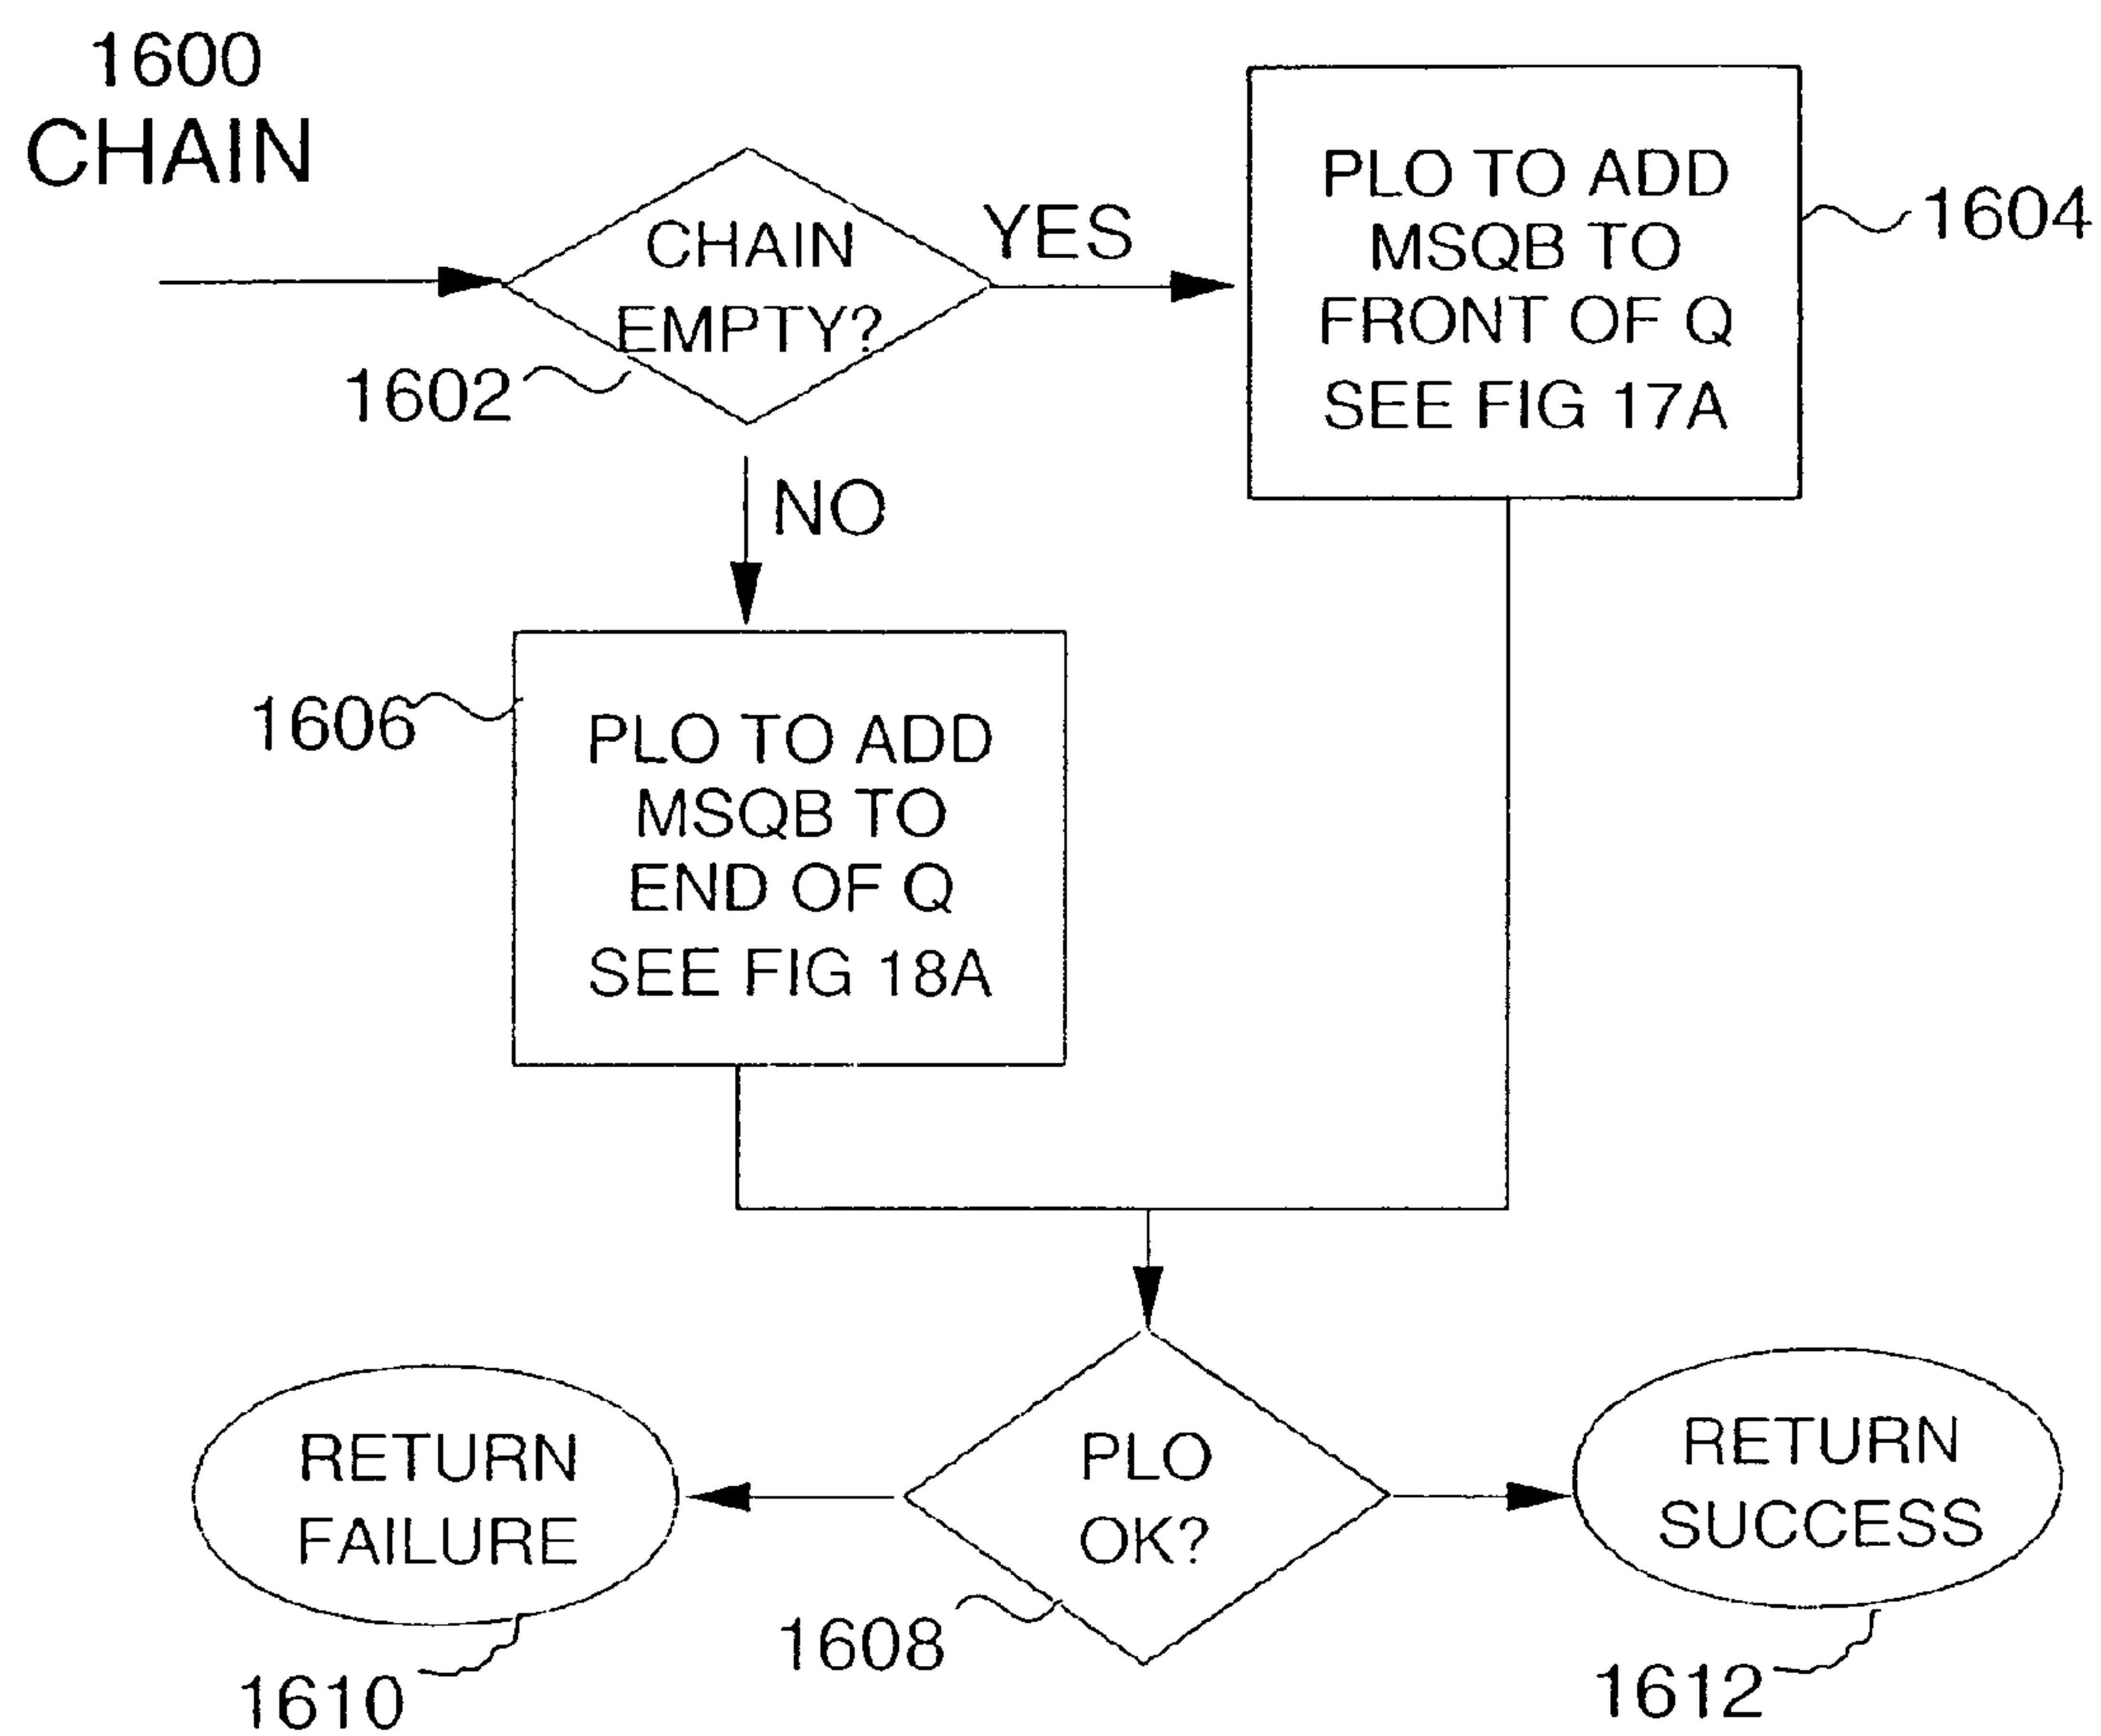 1600
CHAIN
CHAIN
EMPTY?
1602
YES
PLO TO ADD
MSQB TO
FRONT OF Q
SEE FIG 17A
1604
NO
1606
PLO TO ADD
MSQB TO
END OF Q
SEE FIG 18A
RETURN
FAILURE
1610
PLO
OK?
1608
RETURN
SUCCESS
1612